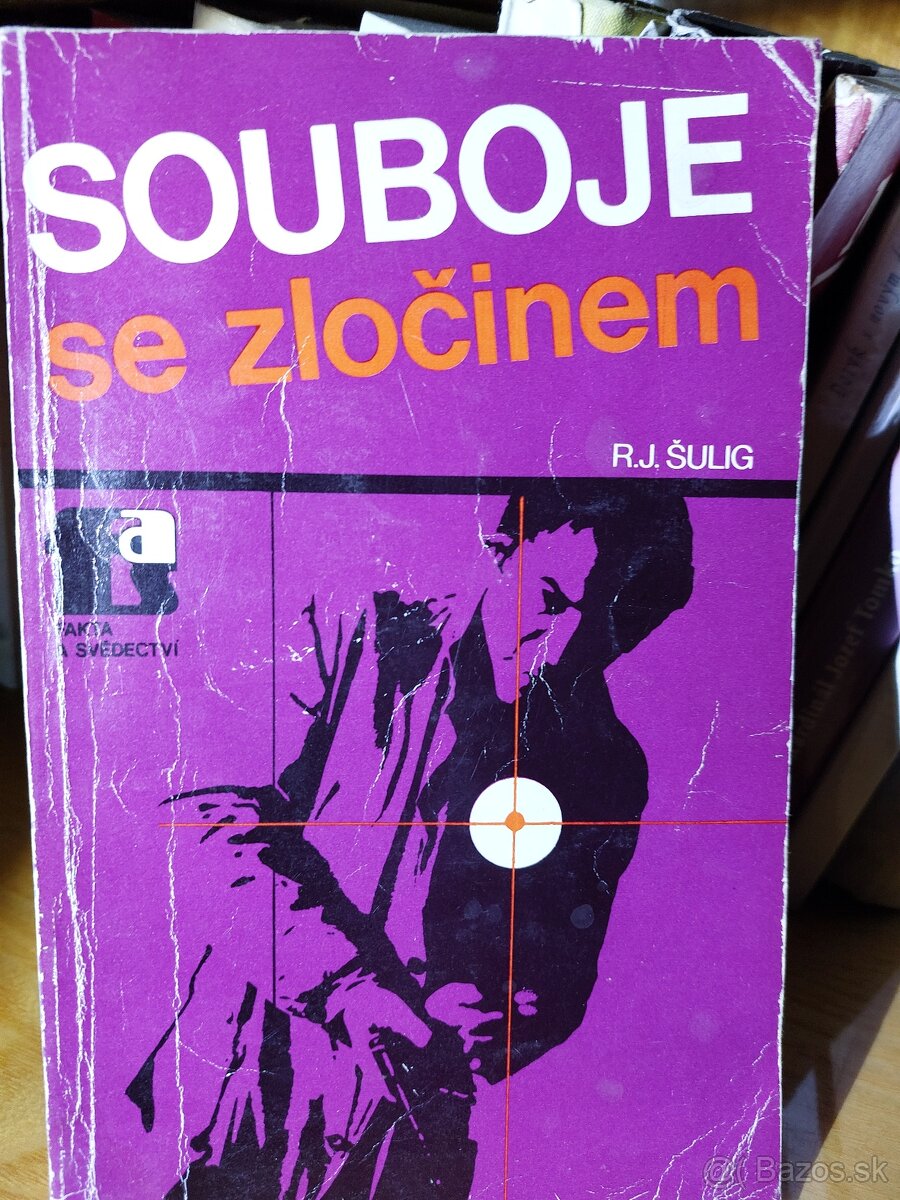 SOUBOJE
se zločinem
R.J. ŠULIG
a
FAKTA
A SVĚDECTVÍ
Bazos.sk